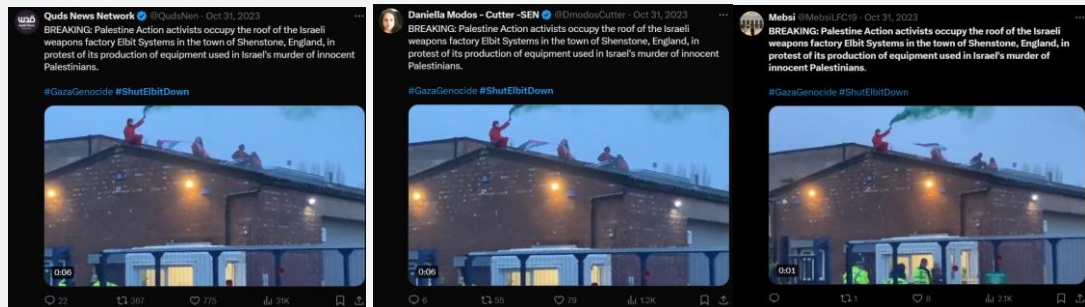 Quds News Network @QudsNen · Oct 31, 2023
BREAKING: Palestine Action activists occupy the roof of the Israeli
weapons factory Elbit Systems in the town of Shenstone, England, in
protest of its production of equipment used in Israel's murder of innocent
Palestinians.
#GazaGenocide #ShutElbitDown
0:06
22 367 775 31K
Daniella Modos - Cutter -SEN @DmodosCutter · Oct 31, 2023
BREAKING: Palestine Action activists occupy the roof of the Israeli
weapons factory Elbit Systems in the town of Shenstone, England, in
protest of its production of equipment used in Israel's murder of innocent
Palestinians.
#GazaGenocide #ShutElbitDown
0:06
6 55 79 1.2K
Mebsi @MebsiLFC19 · Oct 31, 2023
BREAKING: Palestine Action activists occupy the roof of the Israeli
weapons factory Elbit Systems in the town of Shenstone, England, in
protest of its production of equipment used in Israel's murder of
innocent Palestinians.
#GazaGenocide #ShutElbitDown
0:01
1 8 2.1K